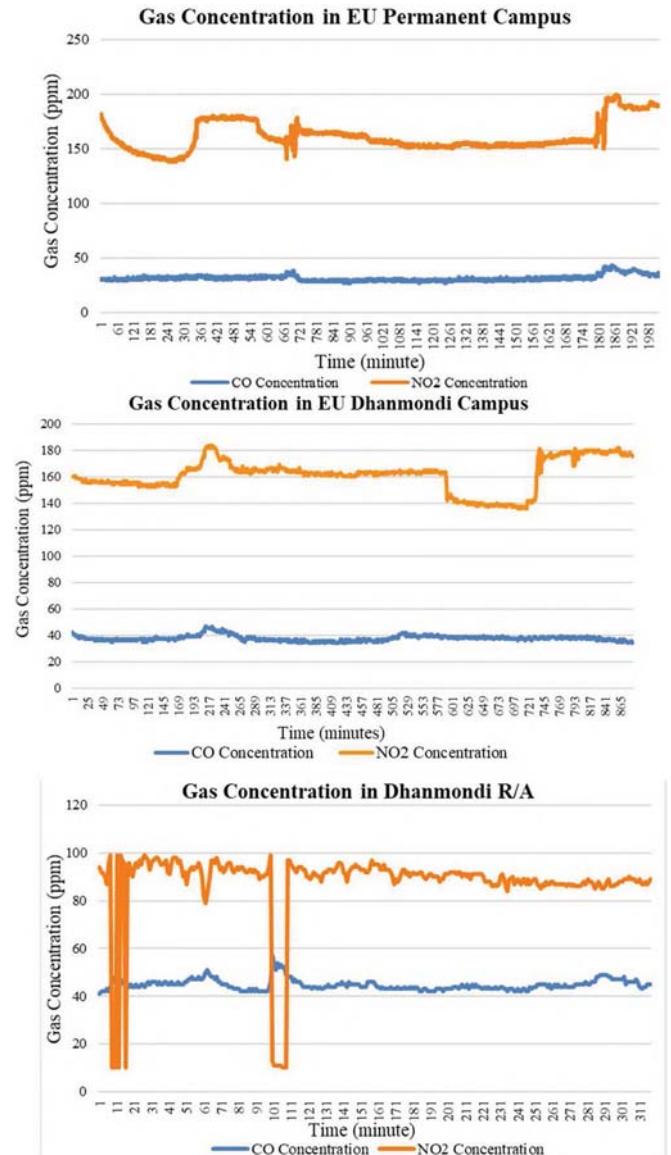 Gas Concentration in EU Permanent Campus
250
200
150
100
50
0
Gas Concentration (ppm)
1 61 121 181 241 301 361 421 481 541 601 661 721 781 841 901 961 1021 1081 1141 1201 1261 1321 1381 1441 1501 1561 1621 1681 1741 1801 1861 1921 1981
Time (minute)
CO Concentration NO2 Concentration
Gas Concentration in EU Dhanmondi Campus
200
180
160
140
120
100
80
60
40
20
0
Gas Concentration (ppm)
1 25 49 73 97 121 145 169 193 217 241 265 289 313 337 361 385 409 433 457 481 505 529 553 577 601 625 649 673 697 721 745 769 793 817 841 865
Time (minutes)
CO Concentration NO2 Concentration
Gas Concentration in Dhanmondi R/A
120
100
80
60
40
20
0
Gas Concentration (ppm)
1 11 21 31 41 51 61 71 81 91 101 111 121 131 141 151 161 171 181 191 201 211 221 231 241 251 261 271 281 291 301 311
Time (minute)
CO Concentration NO2 Concentration